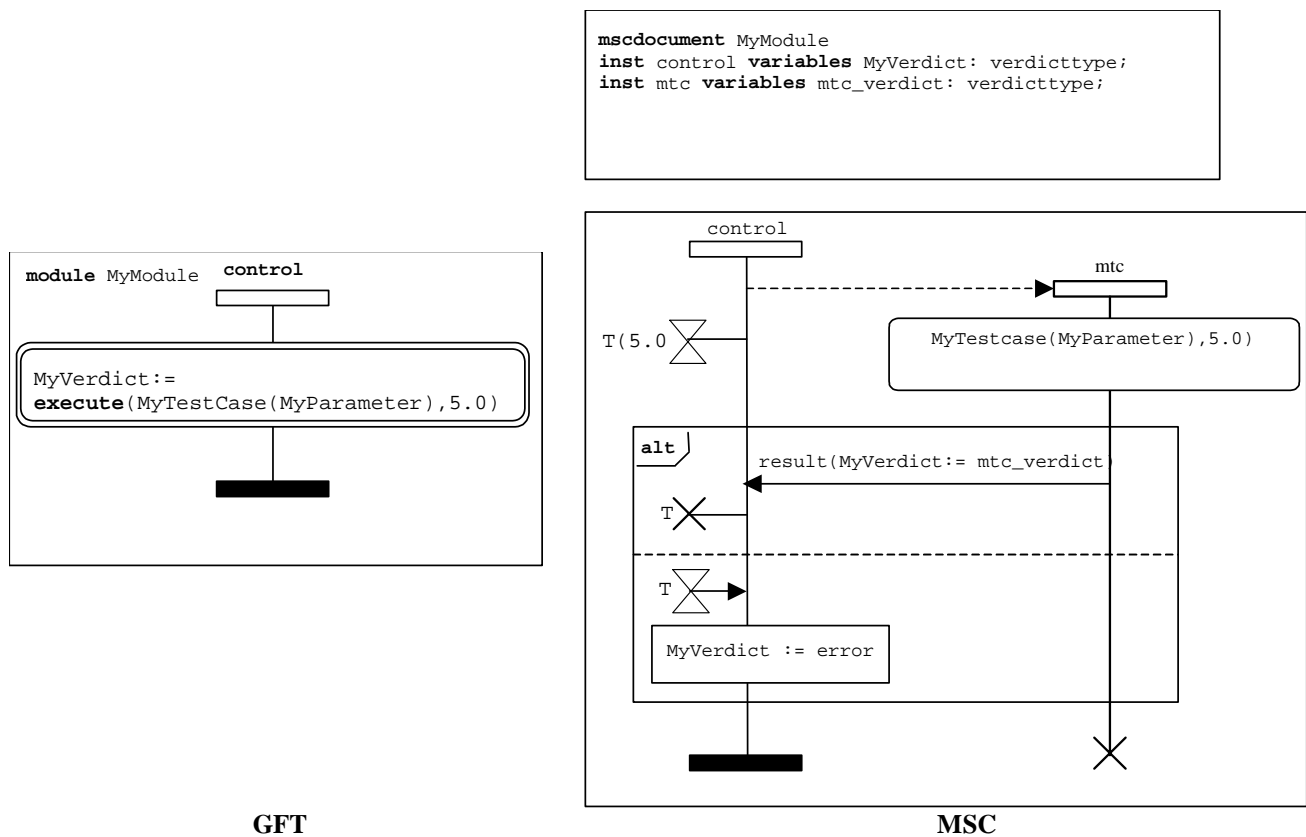 mscdocument MyModule
inst control variables MyVerdict: verdicttype;
inst mtc variables mtc_verdict: verdicttype;
module MyModule
control
MyVerdict:=
execute(MyTestCase(MyParameter),5.0)
control
mtc
T(5.0
MyTestcase(MyParameter),5.0)
alt
result(MyVerdict:= mtc_verdict)
T
T
MyVerdict := error
GFT
MSC